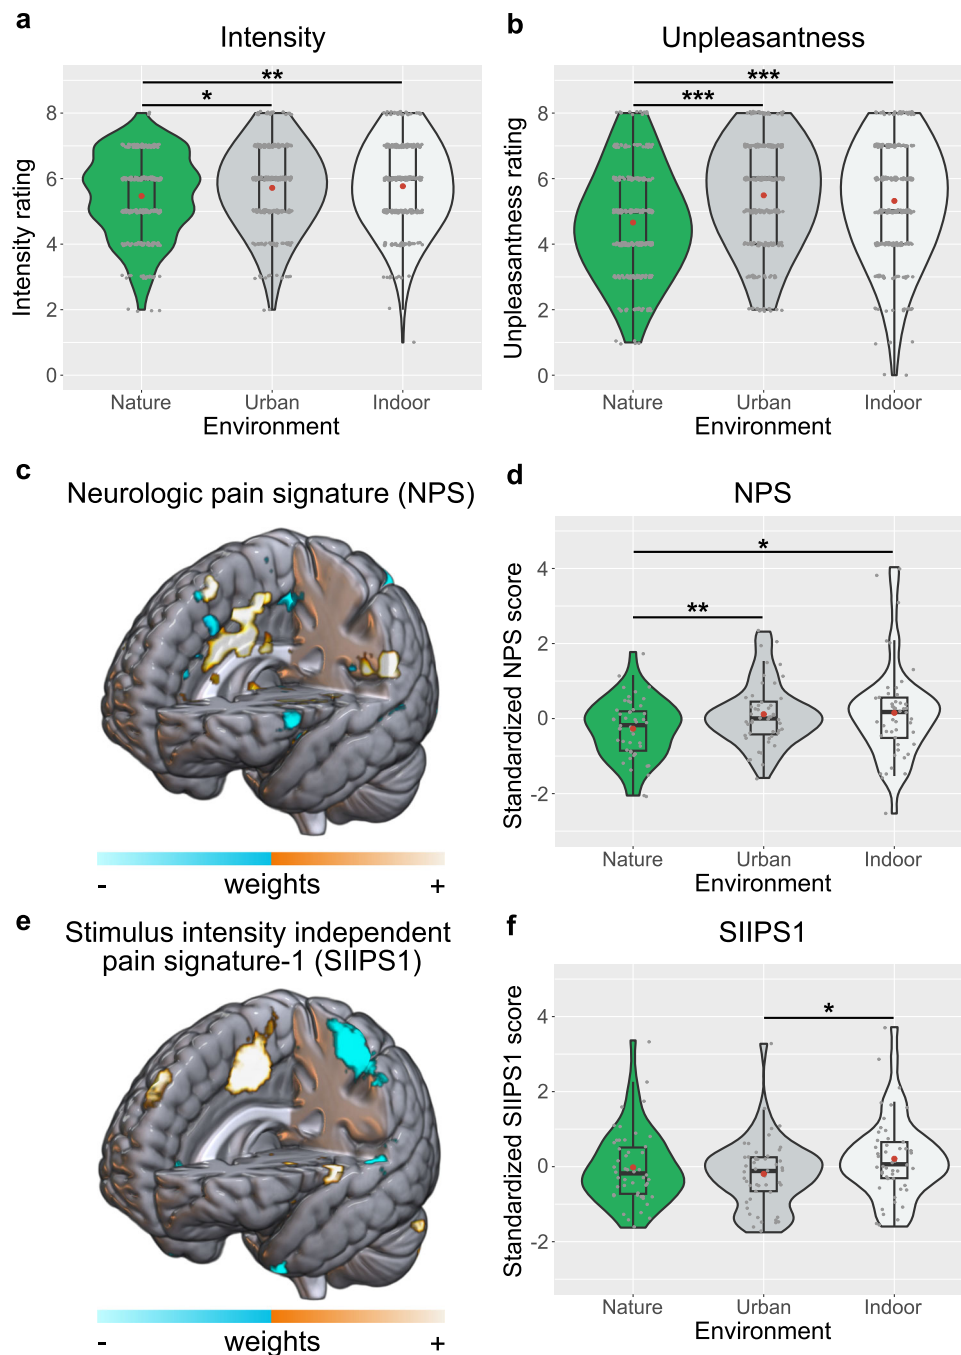 a
Intensity
**
*
Intensity rating
8
6
4
2
0
Nature
Urban
Indoor
Environment
b
Unpleasantness
***
***
Unpleasantness rating
8
6
4
2
0
Nature
Urban
Indoor
Environment
c
Neurologic pain signature (NPS)
-
weights
+
d
NPS
*
**
Standardized NPS score
4
2
0
-2
Nature
Urban
Indoor
Environment
e
Stimulus intensity independent
pain signature-1 (SIIPS1)
-
weights
+
f
SIIPS1
*
Standardized SIIPS1 score
4
2
0
-2
Nature
Urban
Indoor
Environment